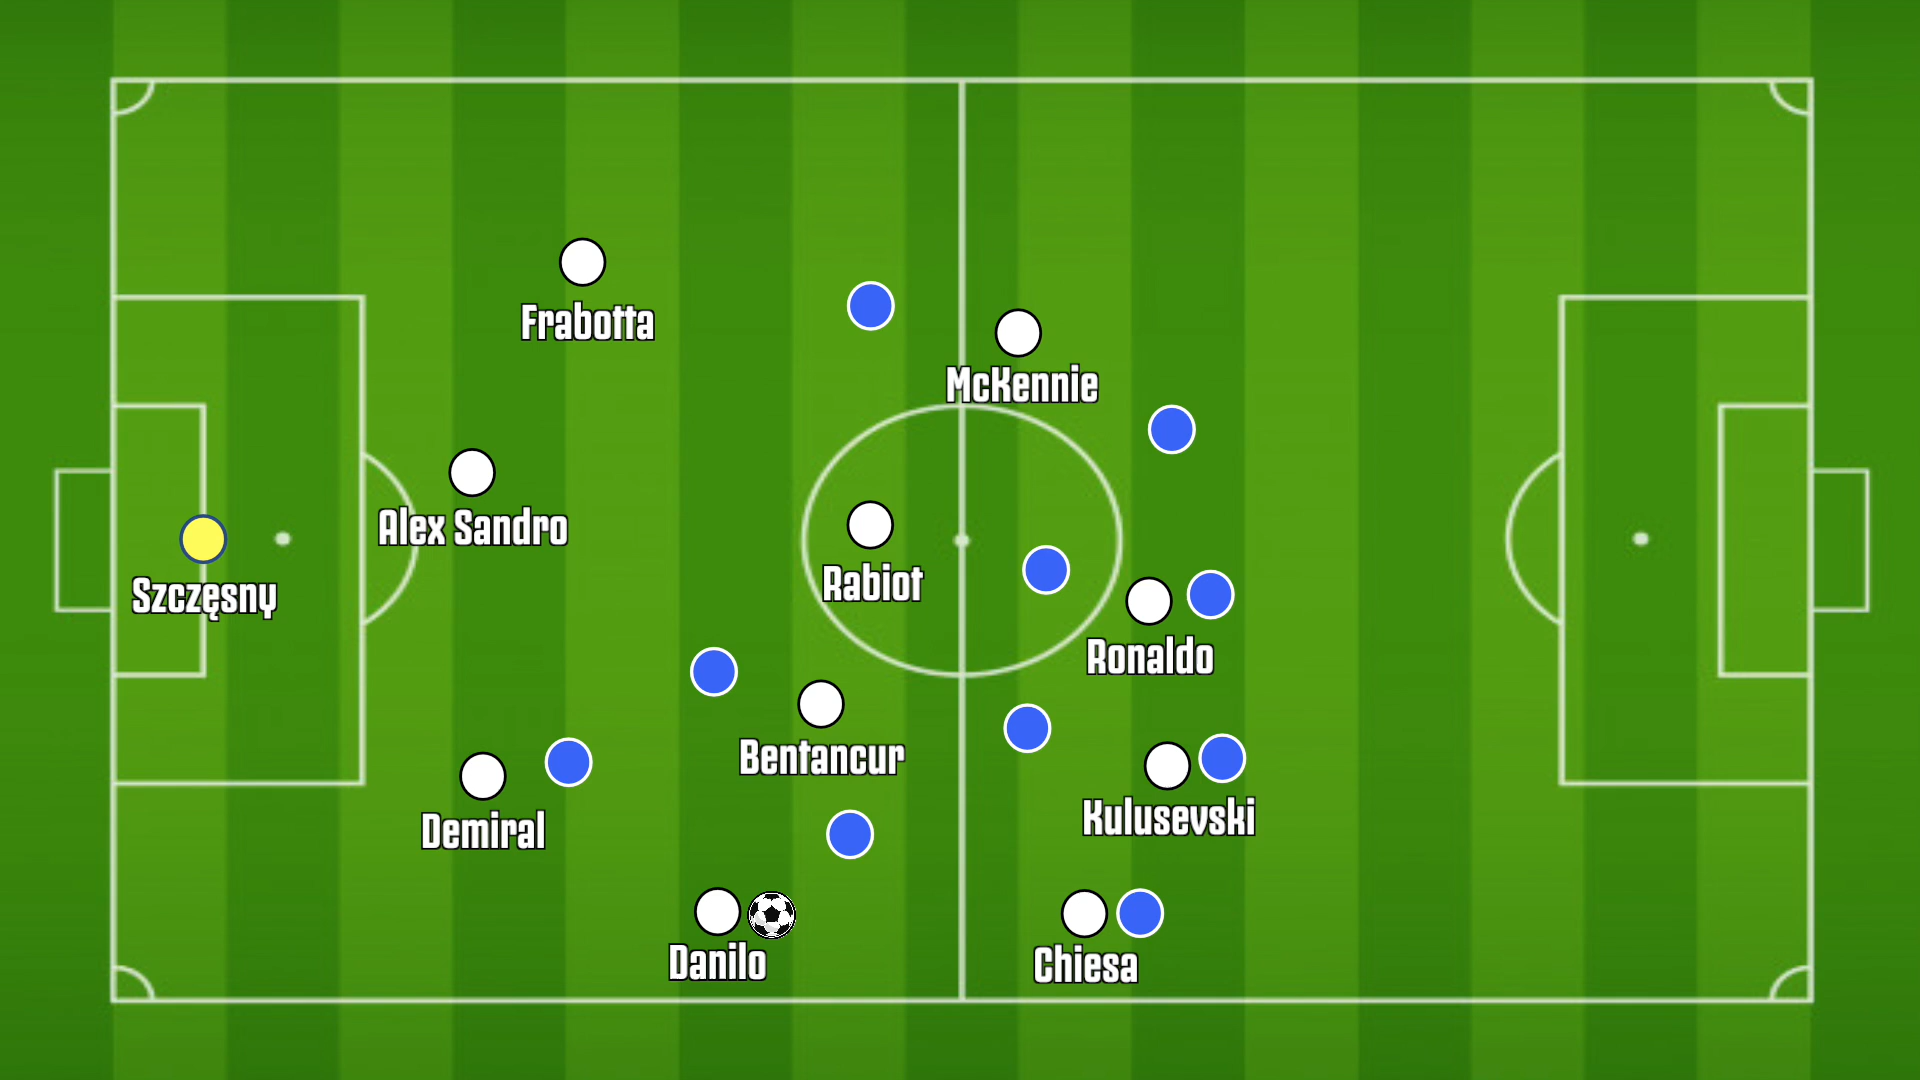 Frabotta
McKennie
Alex Sandro
Szczęsny
Rabiot
Ronaldo
Bentancur
Kulusevski
Demiral
Danilo
Chiesa